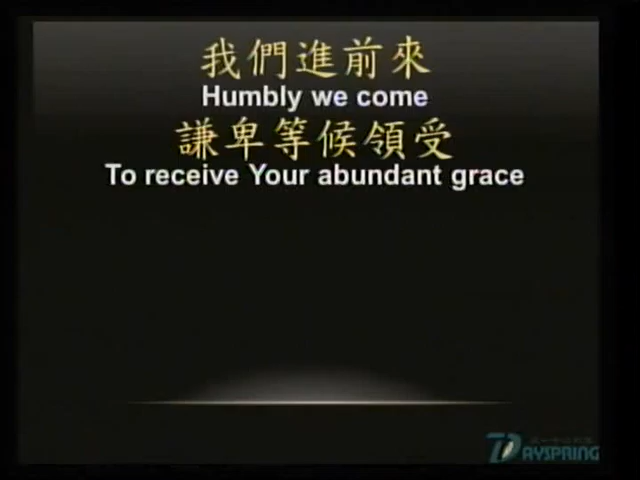 我們進前來
Humbly we come
謙卑等候領受
To receive Your abundant grace
DAYSPRING